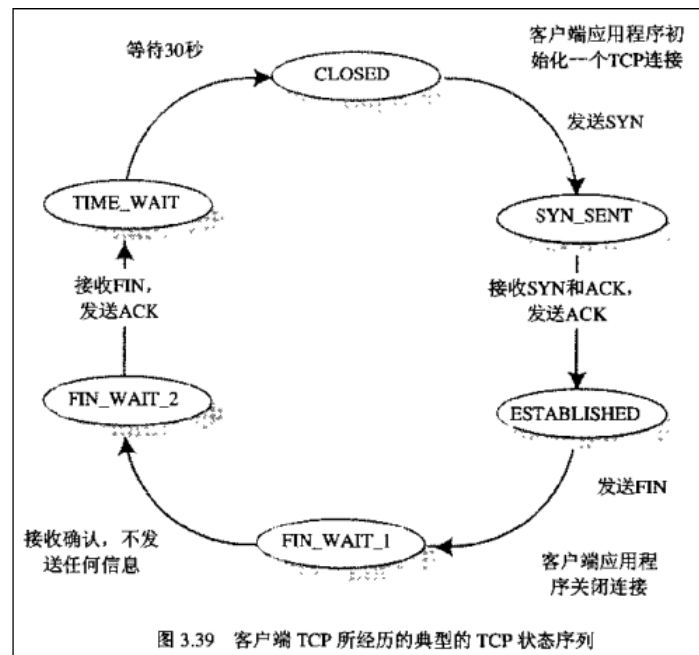 等待30秒
CLOSED
客户端应用程序初
始化一个TCP连接
发送SYN
TIME_WAIT
SYN_SENT
接收FIN，
发送ACK
接收SYN和ACK，
发送ACK
FIN_WAIT_2
ESTABLISHED
发送FIN
接收确认，不发
送任何信息
FIN_WAIT_1
客户端应用程
序关闭连接
图 3.39 客户端 TCP 所经历的典型的 TCP 状态序列